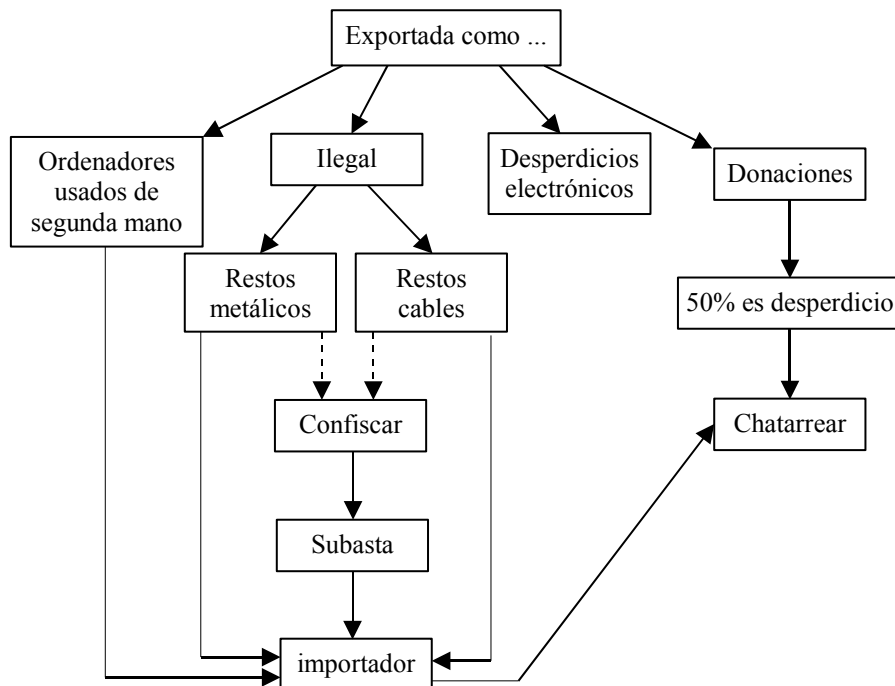 Exportada como ...
Ordenadores
usados de
segunda mano
Ilegal
Desperdicios
electrónicos
Donaciones
Restos
metálicos
Restos
cables
50% es desperdicio
Confiscar
Chatarrear
Subasta
importador